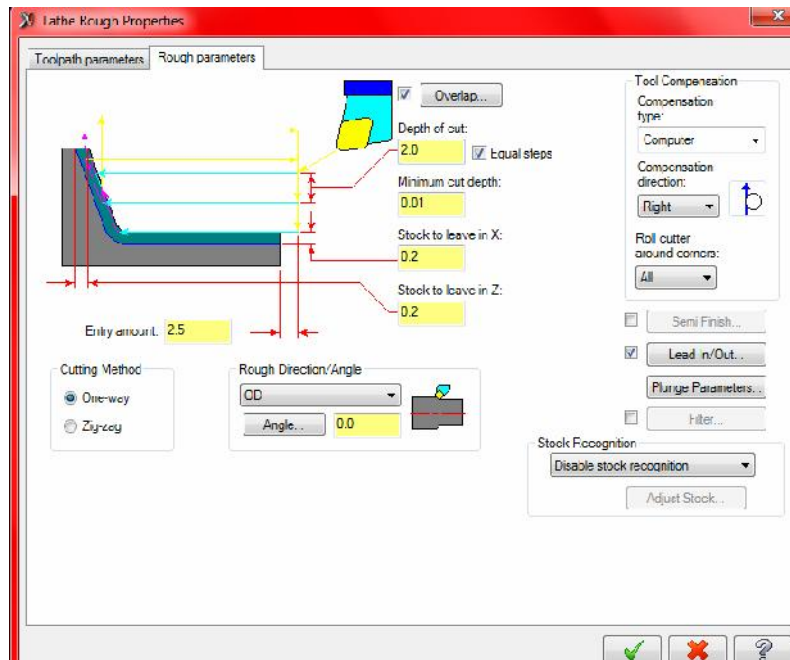 Lathe Rough Properties
Toolpath parameters
Rough parameters
Overlap...
Depth of cut:
2.0
Equal steps
Minimum cut depth:
0.01
Stock to leave in X:
0.2
Stock to leave in Z:
0.2
Entry amount: 2.5
Cutting Method
One-way
Zig-zag
Rough Direction/Angle
OD
Angle...
0.0
Tool Compensation
Compensation
type:
Computer
Compensation
direction:
Right
Roll cutter
around corners:
All
Semi Finish...
Lead In/Out...
Plunge Parameters...
Filter...
Stock Recognition
Disable stock recognition
Adjust Stock...